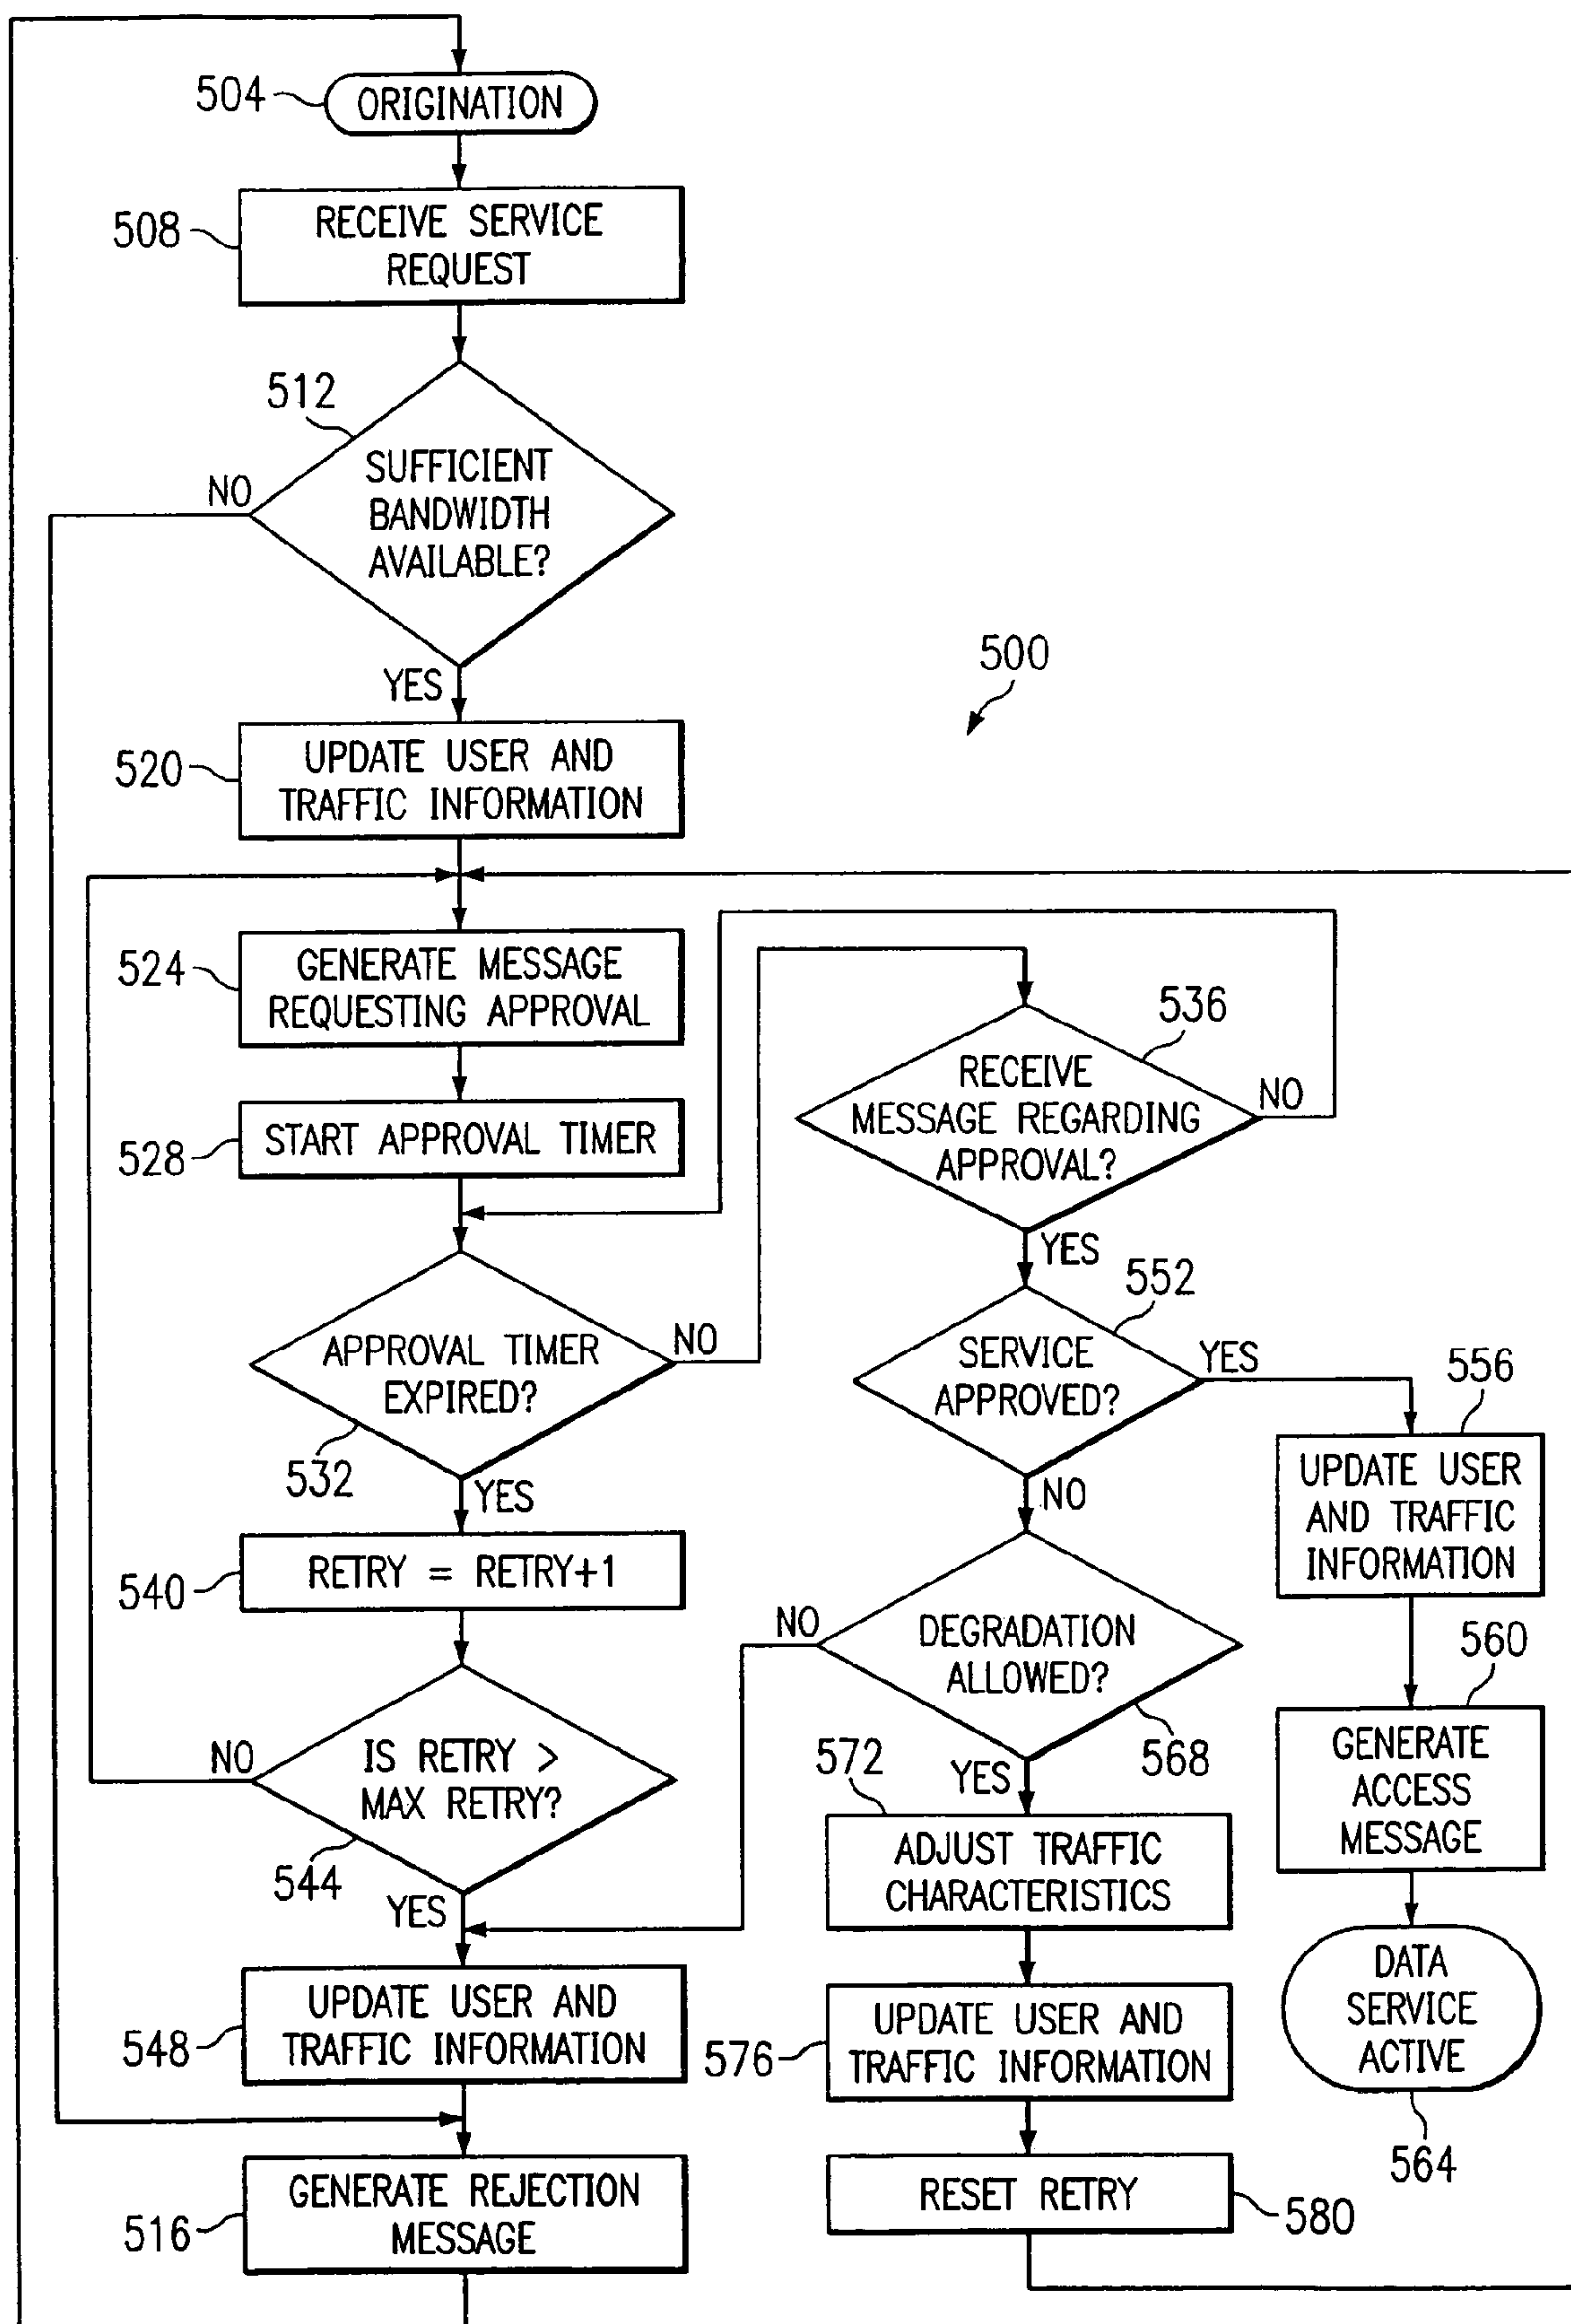 504
ORIGINATION
508
RECEIVE SERVICE
REQUEST
512
SUFFICIENT
BANDWIDTH
AVAILABLE?
NO
YES
500
520
UPDATE USER AND
TRAFFIC INFORMATION
524
GENERATE MESSAGE
REQUESTING APPROVAL
528
START APPROVAL TIMER
APPROVAL TIMER
EXPIRED?
NO
532
YES
536
RECEIVE
MESSAGE REGARDING
APPROVAL?
NO
YES
552
SERVICE
APPROVED?
YES
NO
556
UPDATE USER
AND TRAFFIC
INFORMATION
560
GENERATE
ACCESS
MESSAGE
DATA
SERVICE
ACTIVE
564
540
RETRY = RETRY+1
IS RETRY >
MAX RETRY?
NO
544
YES
DEGRADATION
ALLOWED?
NO
568
YES
572
ADJUST TRAFFIC
CHARACTERISTICS
576
UPDATE USER AND
TRAFFIC INFORMATION
RESET RETRY
580
548
UPDATE USER AND
TRAFFIC INFORMATION
516
GENERATE REJECTION
MESSAGE